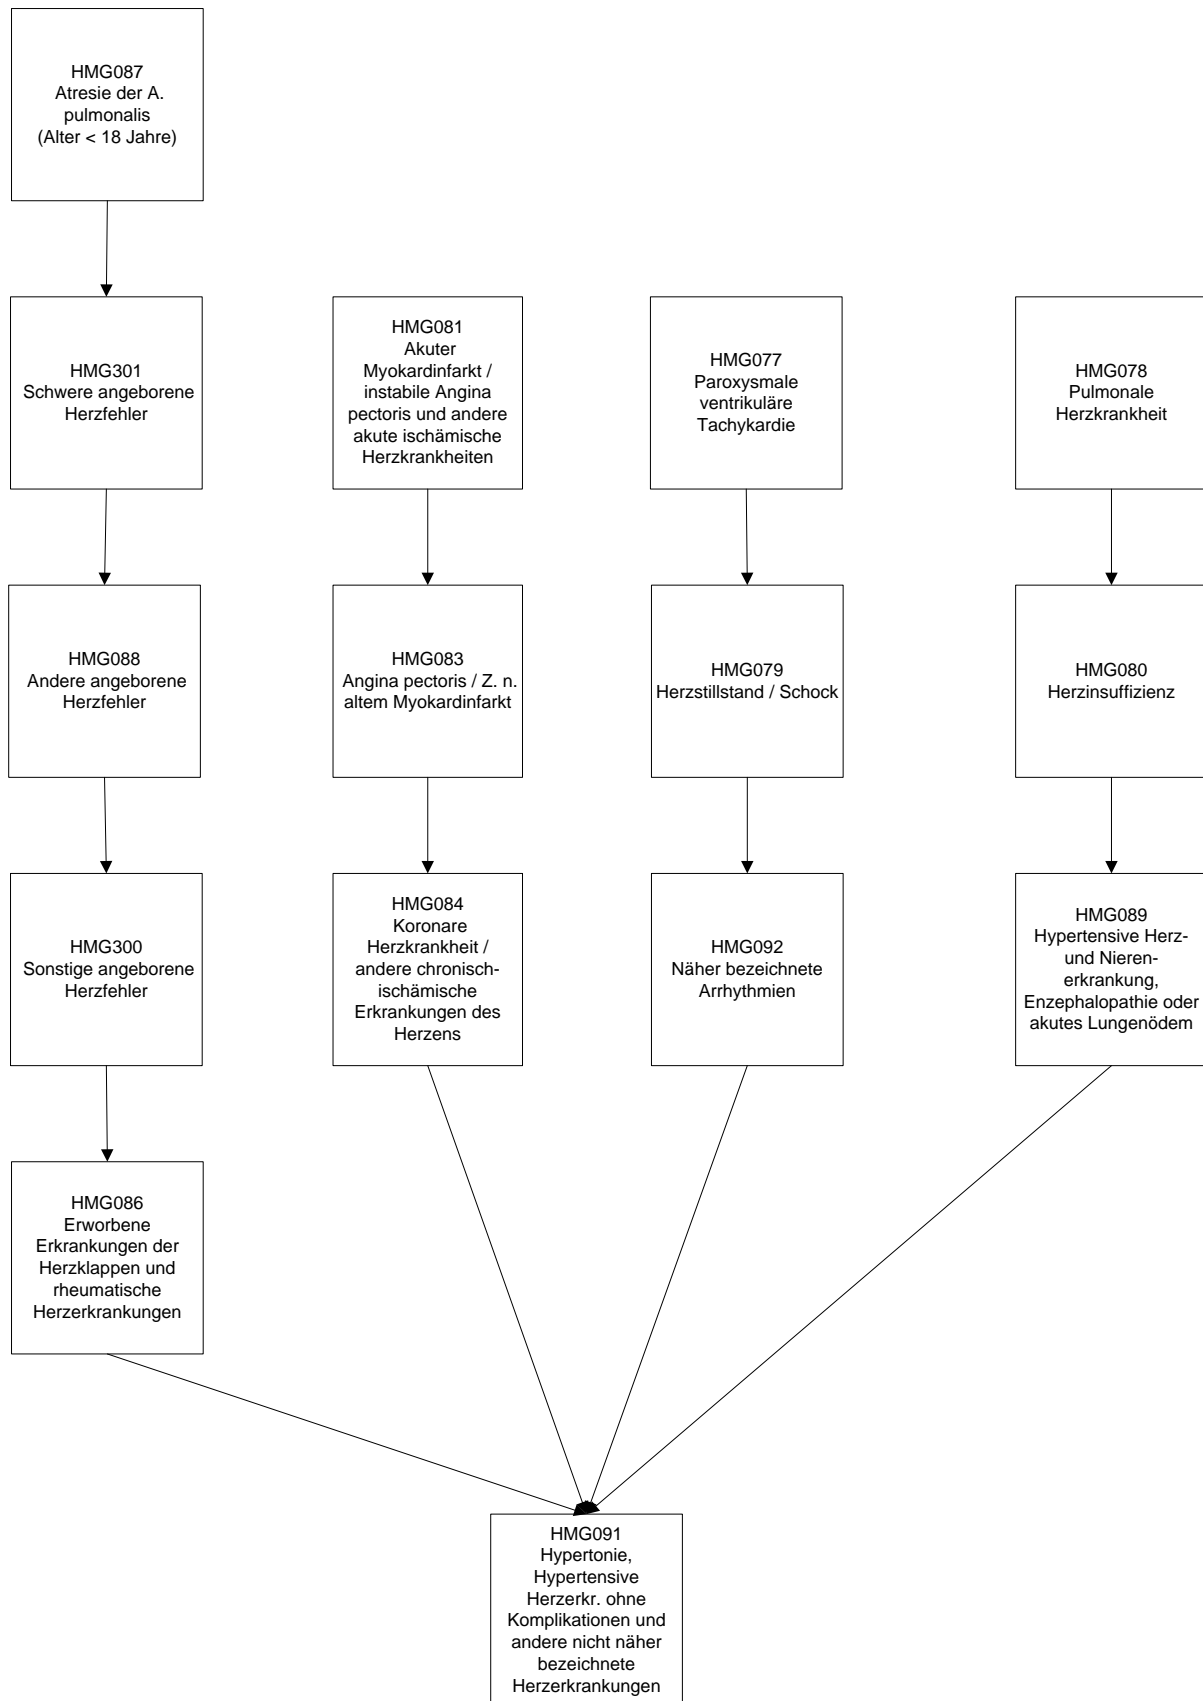 HMG087
Atresie der A.
pulmonalis
(Alter < 18 Jahre)
HMG301
Schwere angeborene
Herzfehler
HMG081
Akuter
Myokardinfarkt /
instabile Angina
pectoris und andere
akute ischämische
Herzkrankheiten
HMG077
Paroxysmale
ventrikuläre
Tachykardie
HMG078
Pulmonale
Herzkrankheit
HMG088
Andere angeborene
Herzfehler
HMG083
Angina pectoris / Z. n.
altem Myokardinfarkt
HMG079
Herzstillstand / Schock
HMG080
Herzinsuffizienz
HMG300
Sonstige angeborene
Herzfehler
HMG084
Koronare
Herzkrankheit /
andere chronisch-
ischämische
Erkrankungen des
Herzens
HMG092
Näher bezeichnete
Arrhythmien
HMG089
Hypertensive Herz-
und Nieren-
erkrankung,
Enzephalopathie oder
akutes Lungenödem
HMG086
Erworbene
Erkrankungen der
Herzklappen und
rheumatische
Herzerkrankungen
HMG091
Hypertonie,
Hypertensive
Herzerkr. ohne
Komplikationen und
andere nicht näher
bezeichnete
Herzerkrankungen